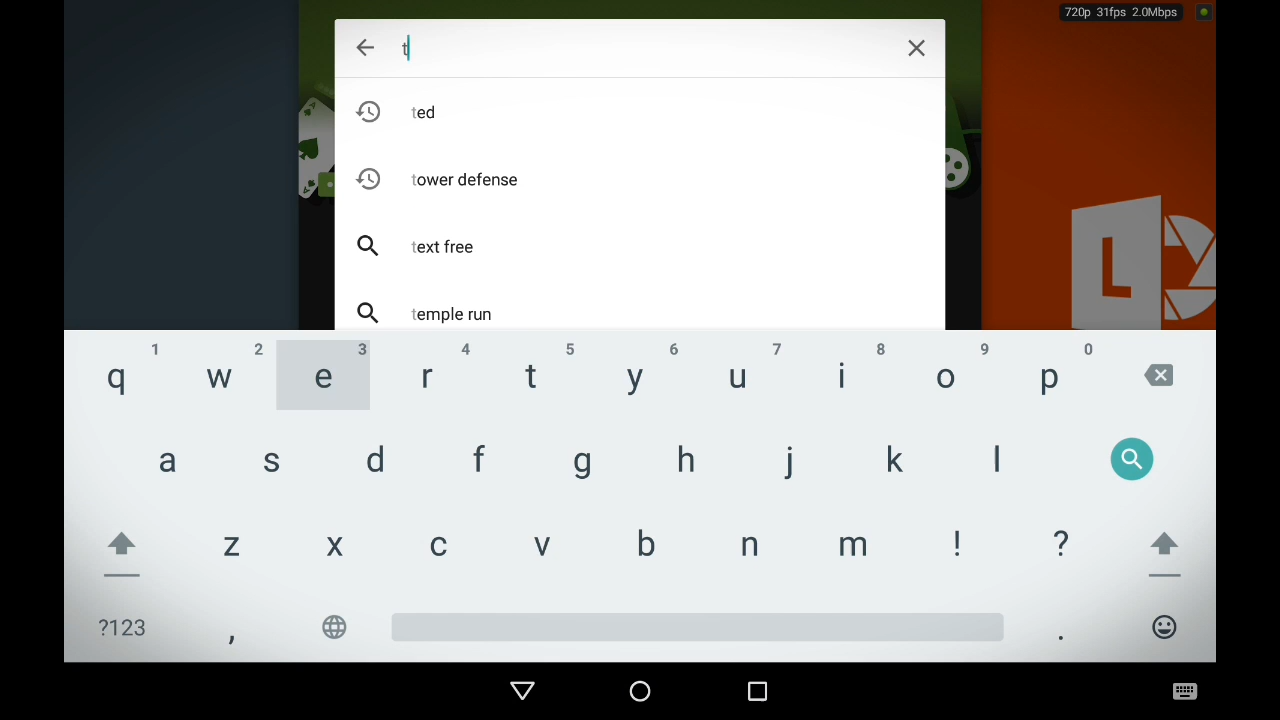 720p 31fps 2.0Mbps
t
ted
tower defense
text free
temple run
L
1 2 3 4 5 6 7 8 9 0
q w e r t y u i o p
a s d f g h j k l
z x c v b n m ! ?
?123 , .